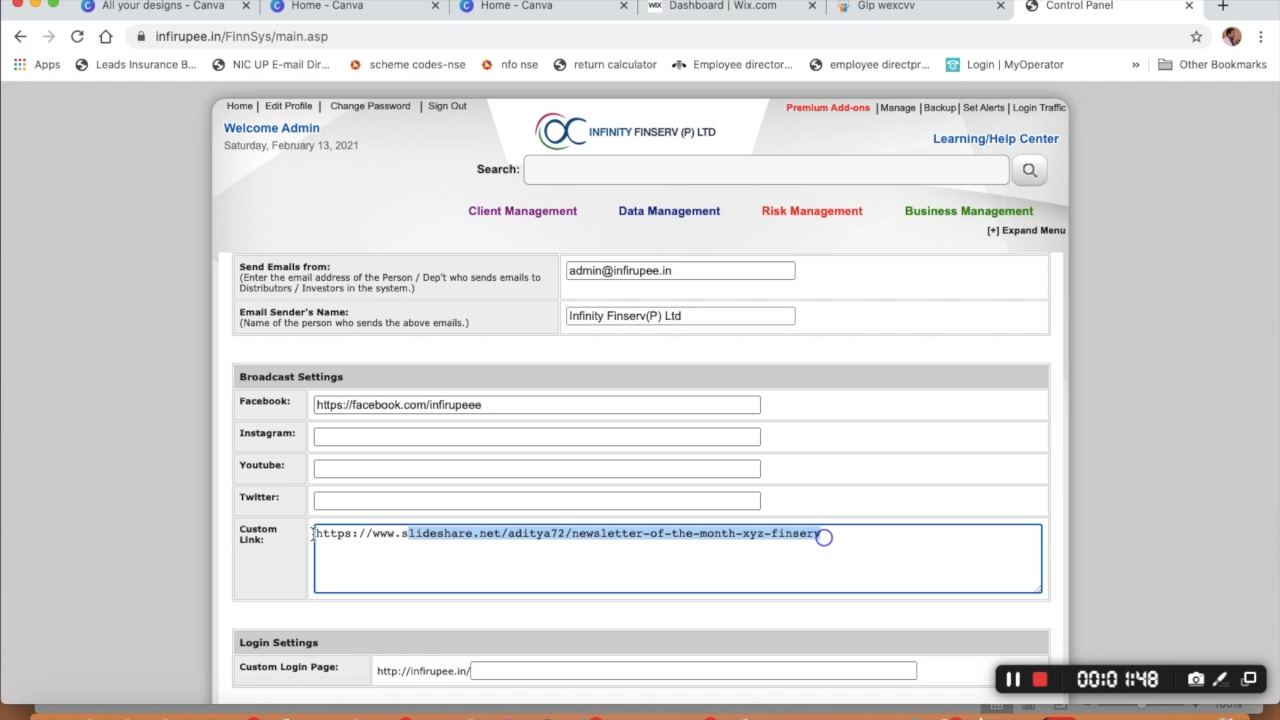 All your designs - Canva
Home - Canva
Home - Canva
WIX Dashboard | Wix.com
Glp wexcv
Control Panel
infirupee.in/FinnSys/main.asp
Apps
Leads Insurance B...
NIC UP E-mail Dir...
scheme codes-nse
nfo nse
return calculator
Employee director...
employee directpr...
Login | MyOperator
»
Other Bookmarks
Home | Edit Profile | Change Password | Sign Out
Premium Add-ons | Manage | Backup | Set Alerts | Login Traffic
Welcome Admin
INFINITY FINSERV (P) LTD
Learning/Help Center
Saturday, February 13, 2021
Search:
Client Management
Data Management
Risk Management
Business Management
[+] Expand Menu
Send Emails from:
(Enter the email address of the Person / Dep't who sends emails to
Distributors / Investors in the system.)
admin@infirupee.in
Email Sender's Name:
(Name of the person who sends the above emails.)
Infinity Finserv(P) Ltd
Broadcast Settings
Facebook:
https://facebook.com/infirupeee
Instagram:
Youtube:
Twitter:
Custom
Link:
https://www.slideshare.net/aditya72/newsletter-of-the-month-xyz-finserv
Login Settings
Custom Login Page:
http://infirupee.in/
00:01:48